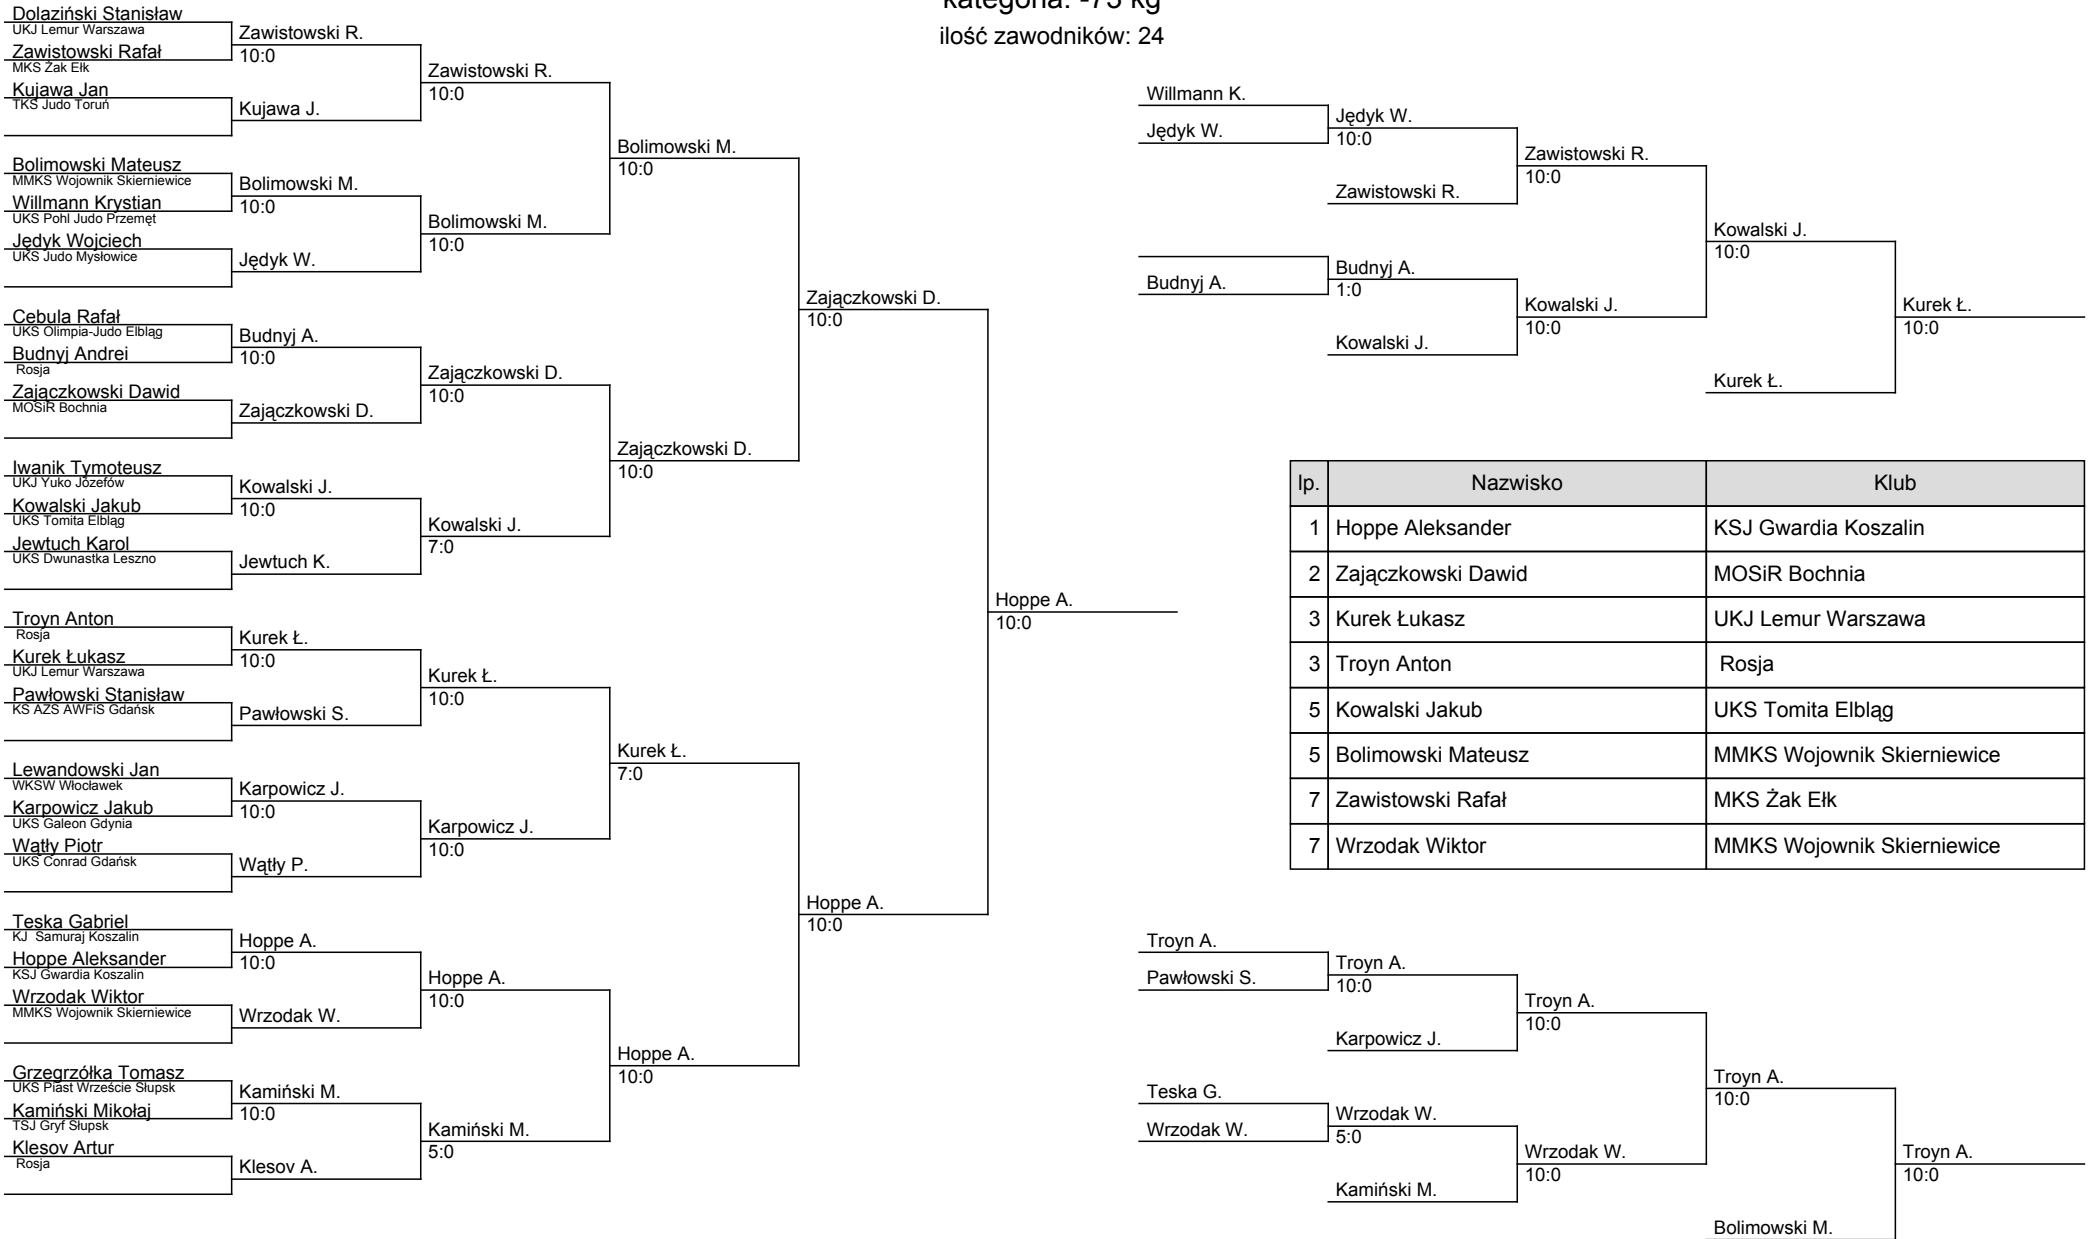 kategoria: -73 kg
ilość zawodników: 24
Dolaziński Stanisław
UKJ Lemur Warszawa
Zawistowski Rafał
MKS Żak Ełk
Kujawa Jan
TKS Judo Toruń
Bolimowski Mateusz
MMKS Wojownik Skierniewice
Willmann Krystian
UKS Pohl Judo Przemęt
Jędyk Wojciech
UKS Judo Mysłowice
Cebula Rafał
UKS Olimpia-Judo Elbląg
Budnyj Andrei
Rosja
Zajączkowski Dawid
MOSiR Bochnia
Iwanik Tymoteusz
UKJ Yuko Józefów
Kowalski Jakub
UKS Tomita Elbląg
Jewtuch Karol
UKS Dwunastka Leszno
Troyn Anton
Rosja
Kurek Łukasz
UKJ Lemur Warszawa
Pawłowski Stanisław
KS AZS AWFiS Gdańsk
Lewandowski Jan
WKSW Włocławek
Karpowicz Jakub
UKS Galeon Gdynia
Wątły Piotr
UKS Conrad Gdańsk
Teska Gabriel
KJ Samuraj Koszalin
Hoppe Aleksander
KSJ Gwardia Koszalin
Wrzodak Wiktor
MMKS Wojownik Skierniewice
Grzegrzółka Tomasz
UKS Piast Wrzeście Słupsk
Kamiński Mikołaj
TSJ Gryf Słupsk
Klesov Artur
Rosja
Zawistowski R.
10:0
Kujawa J.
Bolimowski M.
10:0
Jędyk W.
Budnyj A.
10:0
Zajączkowski D.
Kowalski J.
10:0
Jewtuch K.
Kurek Ł.
10:0
Pawłowski S.
Karpowicz J.
10:0
Wątły P.
Hoppe A.
10:0
Wrzodak W.
Kamiński M.
10:0
Klesov A.
Zawistowski R.
10:0
Bolimowski M.
10:0
Zajączkowski D.
10:0
Kowalski J.
7:0
Kurek Ł.
10:0
Karpowicz J.
10:0
Hoppe A.
10:0
Kamiński M.
5:0
Bolimowski M.
10:0
Zajączkowski D.
10:0
Kurek Ł.
7:0
Hoppe A.
10:0
Zajączkowski D.
10:0
Hoppe A.
10:0
Hoppe A.
10:0
Willmann K.
Jędyk W.
Budnyj A.
Jędyk W.
10:0
Zawistowski R.
Budnyj A.
1:0
Kowalski J.
Zawistowski R.
10:0
Kowalski J.
10:0
Kowalski J.
10:0
Kurek Ł.
Kurek Ł.
10:0
lp. Nazwisko Klub
1 Hoppe Aleksander KSJ Gwardia Koszalin
2 Zajączkowski Dawid MOSiR Bochnia
3 Kurek Łukasz UKJ Lemur Warszawa
3 Troyn Anton Rosja
5 Kowalski Jakub UKS Tomita Elbląg
5 Bolimowski Mateusz MMKS Wojownik Skierniewice
7 Zawistowski Rafał MKS Żak Ełk
7 Wrzodak Wiktor MMKS Wojownik Skierniewice
Troyn A.
Pawłowski S.
Teska G.
Wrzodak W.
Troyn A.
10:0
Karpowicz J.
Wrzodak W.
5:0
Kamiński M.
Troyn A.
10:0
Wrzodak W.
10:0
Troyn A.
10:0
Bolimowski M.
Troyn A.
10:0